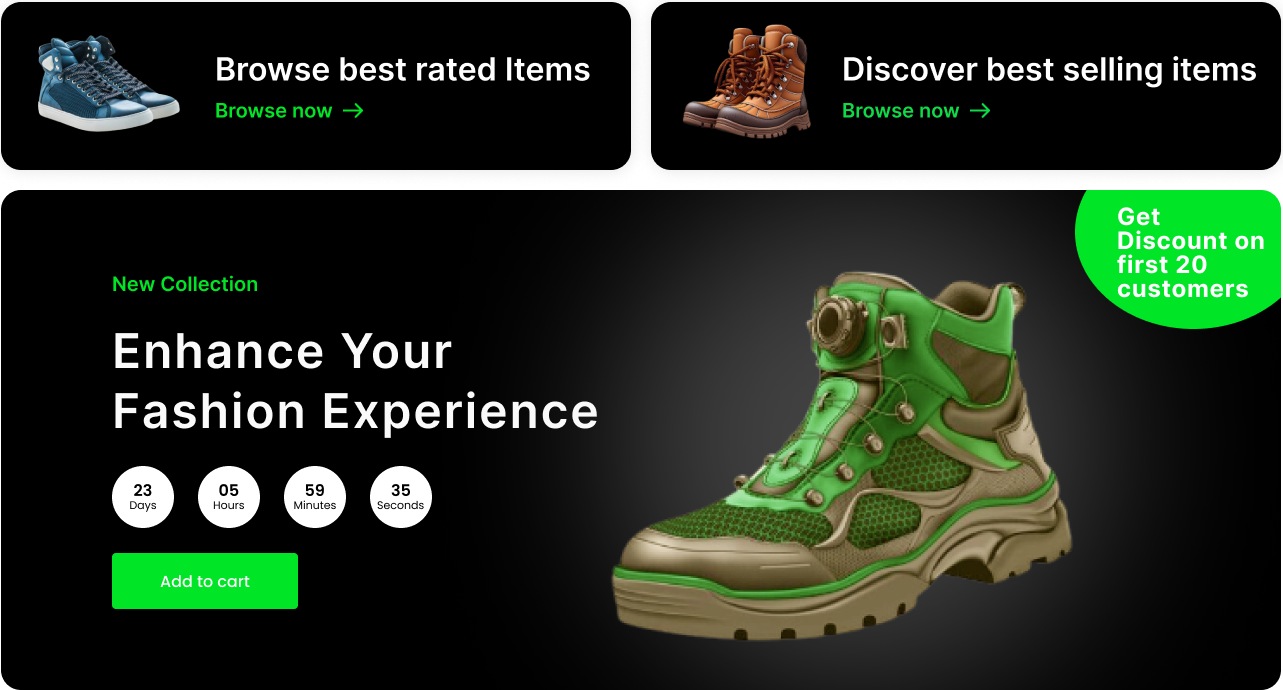 Browse best rated Items
Browse now
Discover best selling items
Browse now
Get
Discount on
first 20
customers
New Collection
Enhance Your
Fashion Experience
23
Days
05
Hours
59
Minutes
35
Seconds
Add to cart